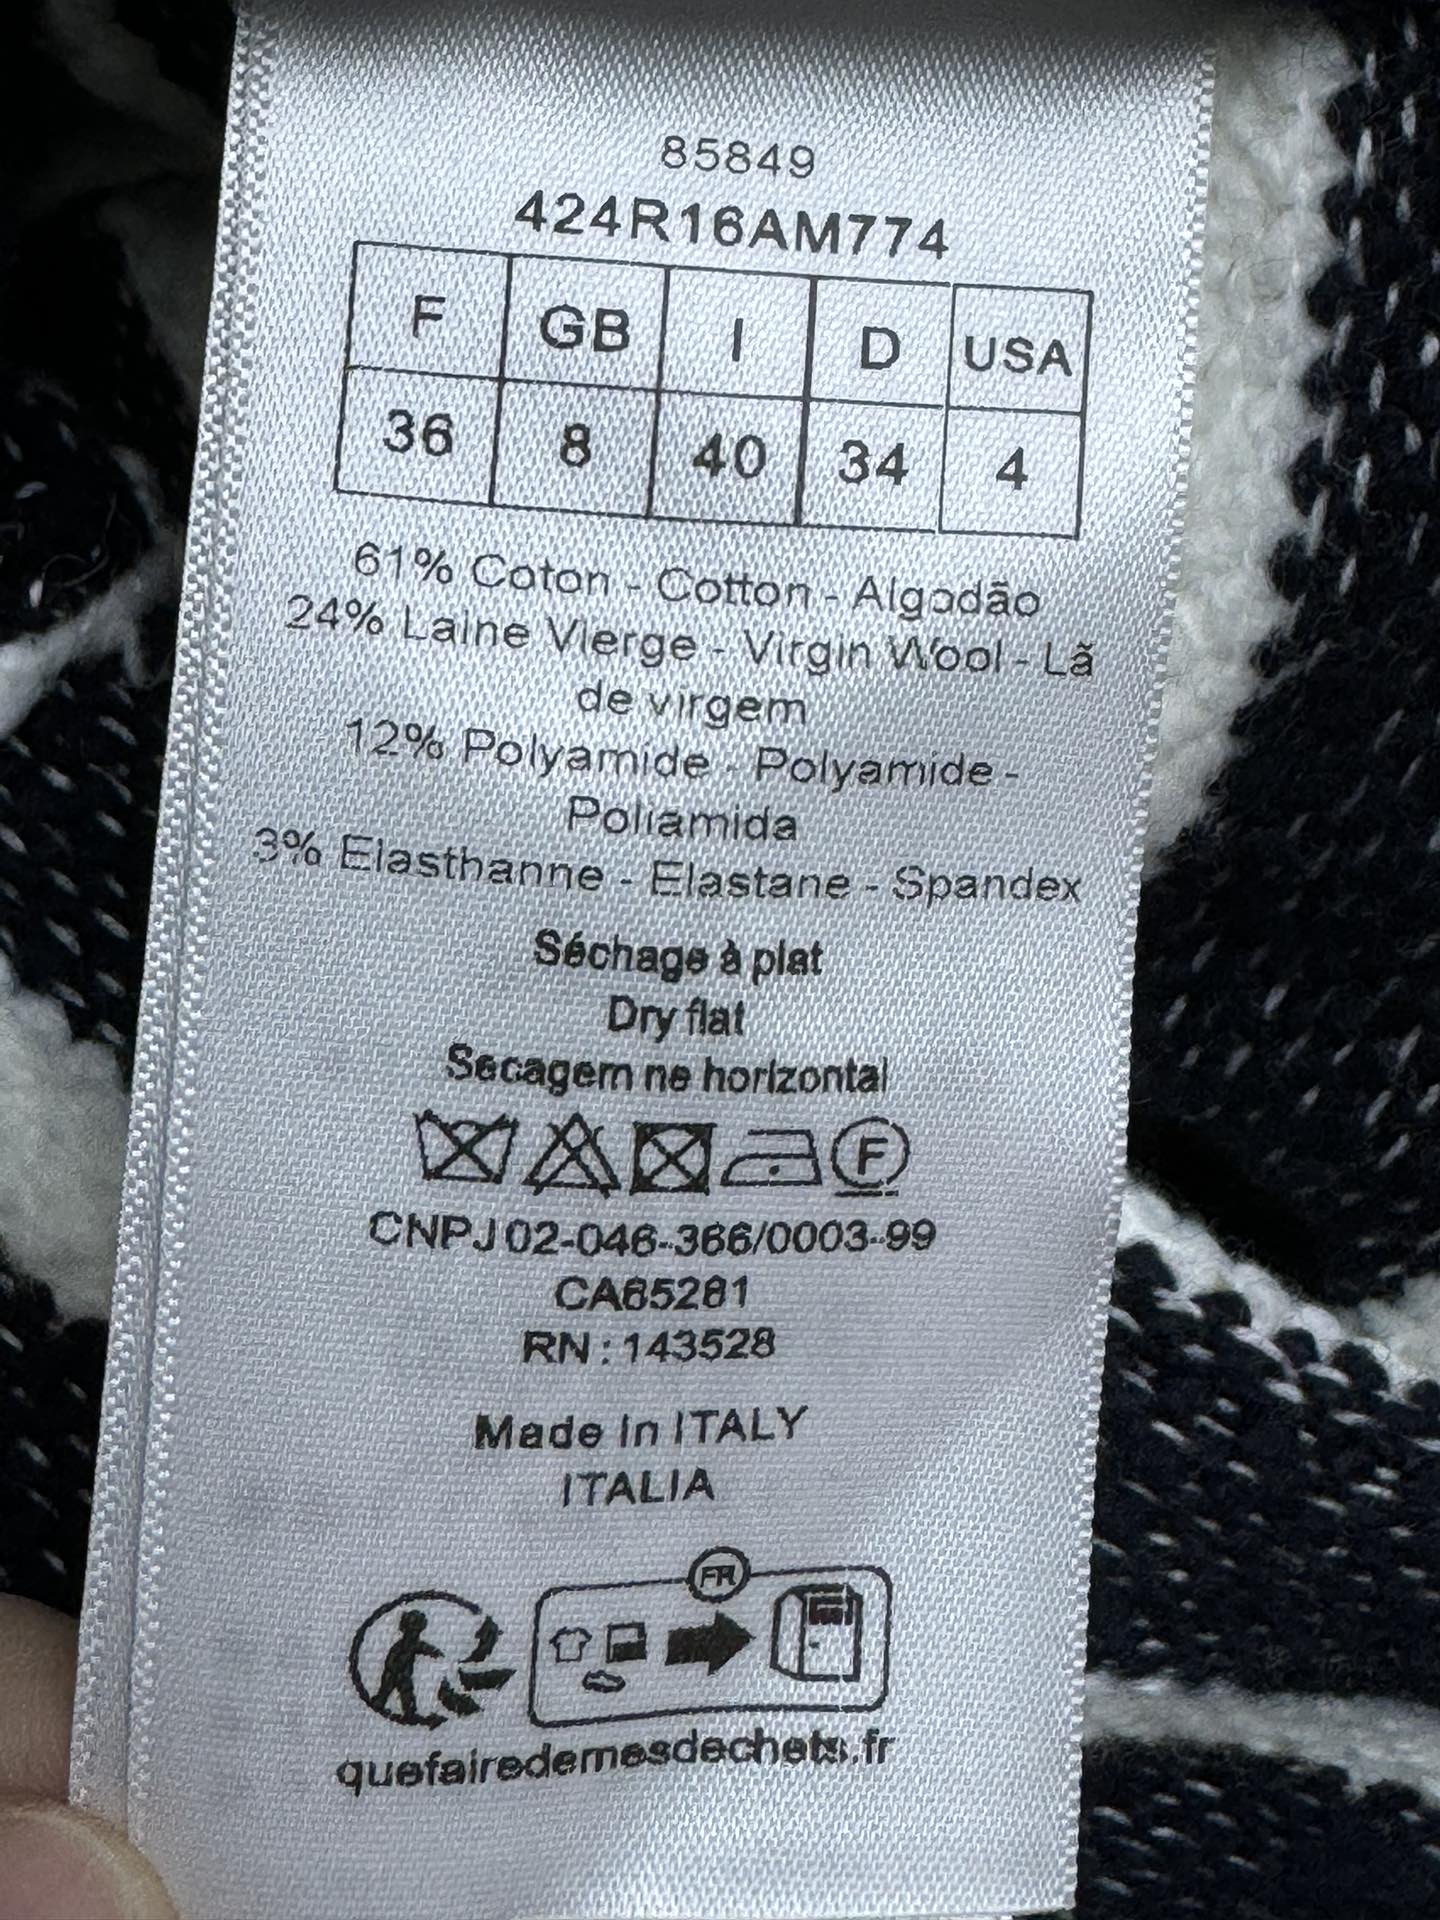 85849
424R16AM774
F GB I D USA
36 8 40 34 4
61% Coton - Cotton - Algodão
24% Laine Vierge - Virgin Wool - Lã
de virgem
12% Polyamide - Polyamide -
Poliamida
3% Elasthanne - Elastane - Spandex
Séchage à plat
Dry flat
Secagem ne horizontal
F
CNPJ 02-046-366/0003-99
CA65281
RN : 143528
Made in ITALY
ITALIA
FR
quefairedemesdechets.fr